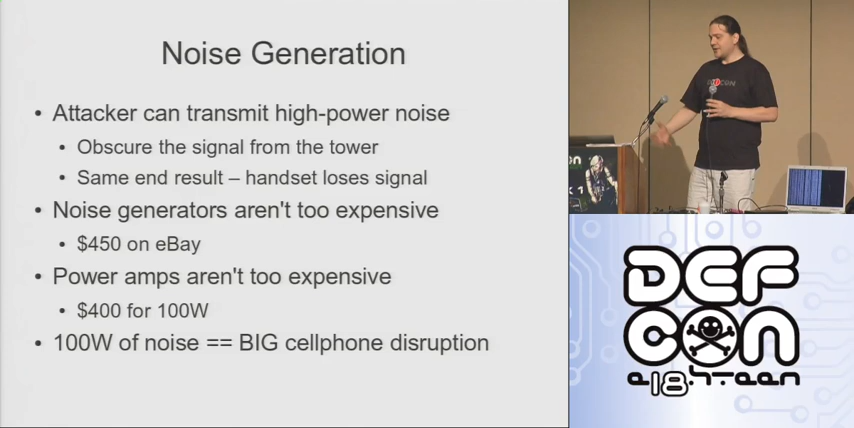 Noise Generation
• Attacker can transmit high-power noise
• Obscure the signal from the tower
• Same end result – handset loses signal
• Noise generators aren't too expensive
• $450 on eBay
• Power amps aren't too expensive
• $400 for 100W
• 100W of noise == BIG cellphone disruption
DEF
CON
e18h-teen